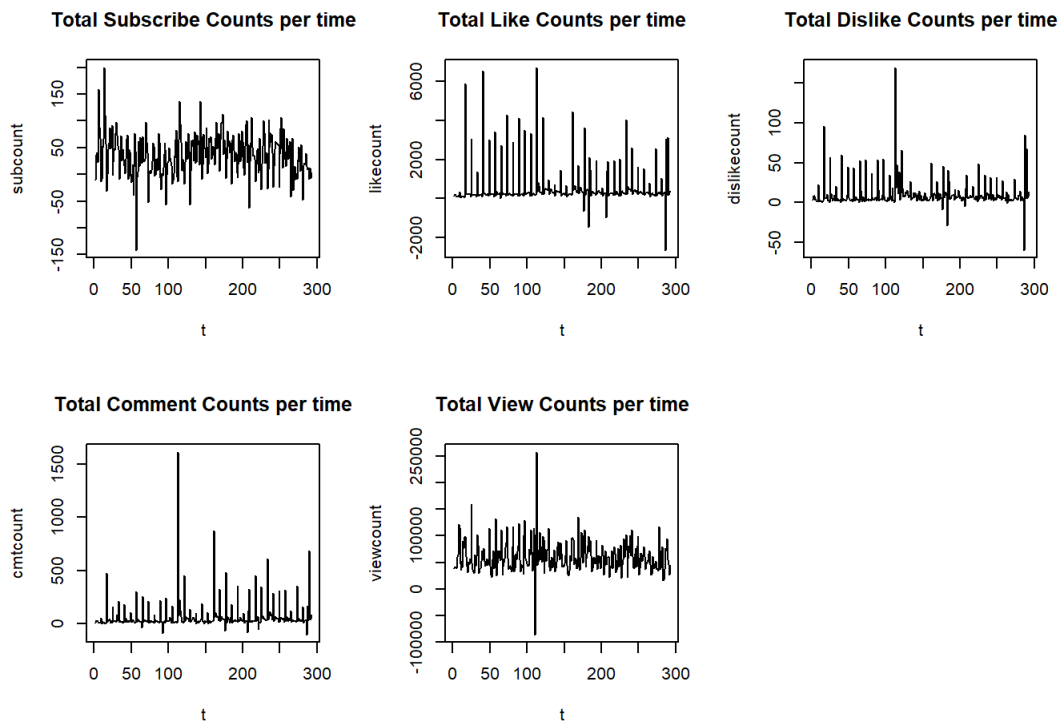 Total Subscribe Counts per time
subcount
150
50
-50
-150
0 50 100 200 300
t
Total Like Counts per time
likecount
6000
2000
-2000
0 50 100 200 300
t
Total Dislike Counts per time
dislikecount
100
50
0
-50
0 50 100 200 300
t
Total Comment Counts per time
cmtcount
1500
1000
500
0
0 50 100 200 300
t
Total View Counts per time
viewcount
250000
100000
0
-100000
0 50 100 200 300
t